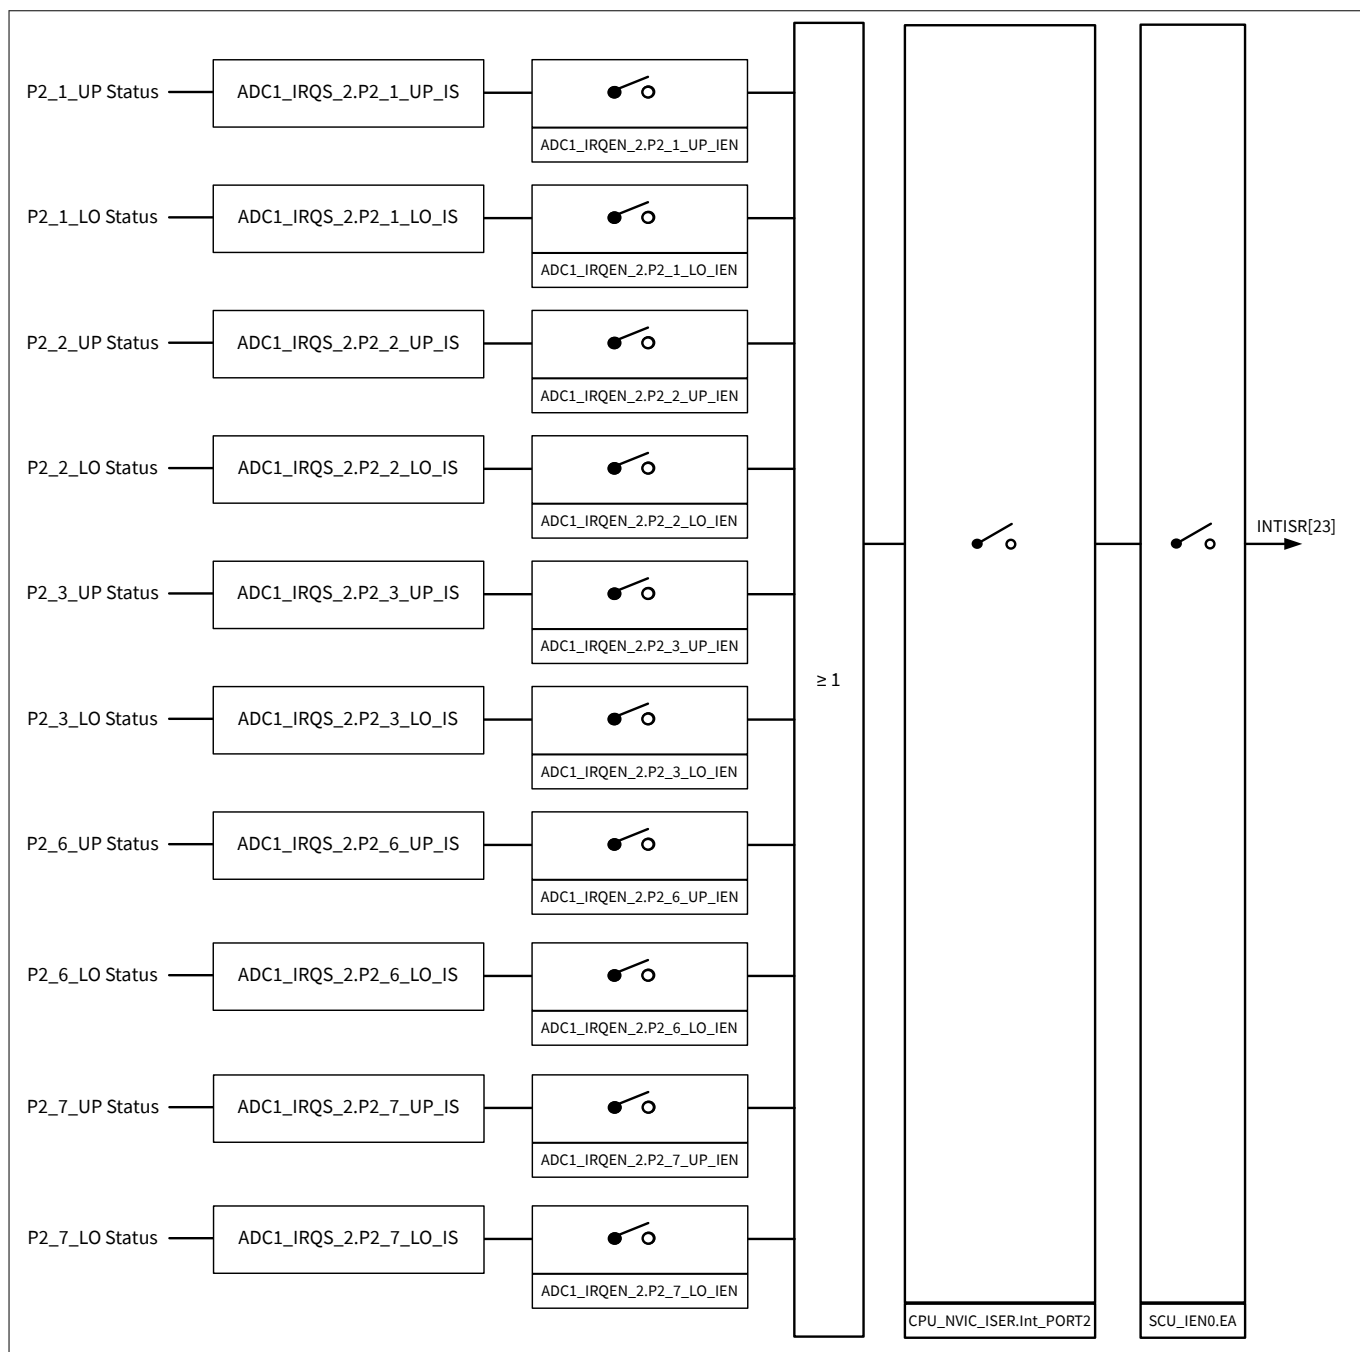 P2_1_UP Status
ADC1_IRQS_2.P2_1_UP_IS
ADC1_IRQEN_2.P2_1_UP_IEN
P2_1_LO Status
ADC1_IRQS_2.P2_1_LO_IS
ADC1_IRQEN_2.P2_1_LO_IEN
P2_2_UP Status
ADC1_IRQS_2.P2_2_UP_IS
ADC1_IRQEN_2.P2_2_UP_IEN
P2_2_LO Status
ADC1_IRQS_2.P2_2_LO_IS
ADC1_IRQEN_2.P2_2_LO_IEN
P2_3_UP Status
ADC1_IRQS_2.P2_3_UP_IS
ADC1_IRQEN_2.P2_3_UP_IEN
P2_3_LO Status
ADC1_IRQS_2.P2_3_LO_IS
ADC1_IRQEN_2.P2_3_LO_IEN
P2_6_UP Status
ADC1_IRQS_2.P2_6_UP_IS
ADC1_IRQEN_2.P2_6_UP_IEN
P2_6_LO Status
ADC1_IRQS_2.P2_6_LO_IS
ADC1_IRQEN_2.P2_6_LO_IEN
P2_7_UP Status
ADC1_IRQS_2.P2_7_UP_IS
ADC1_IRQEN_2.P2_7_UP_IEN
P2_7_LO Status
ADC1_IRQS_2.P2_7_LO_IS
ADC1_IRQEN_2.P2_7_LO_IEN
≥ 1
CPU_NVIC_ISER.Int_PORT2
SCU_IEN0.EA
INTISR[23]